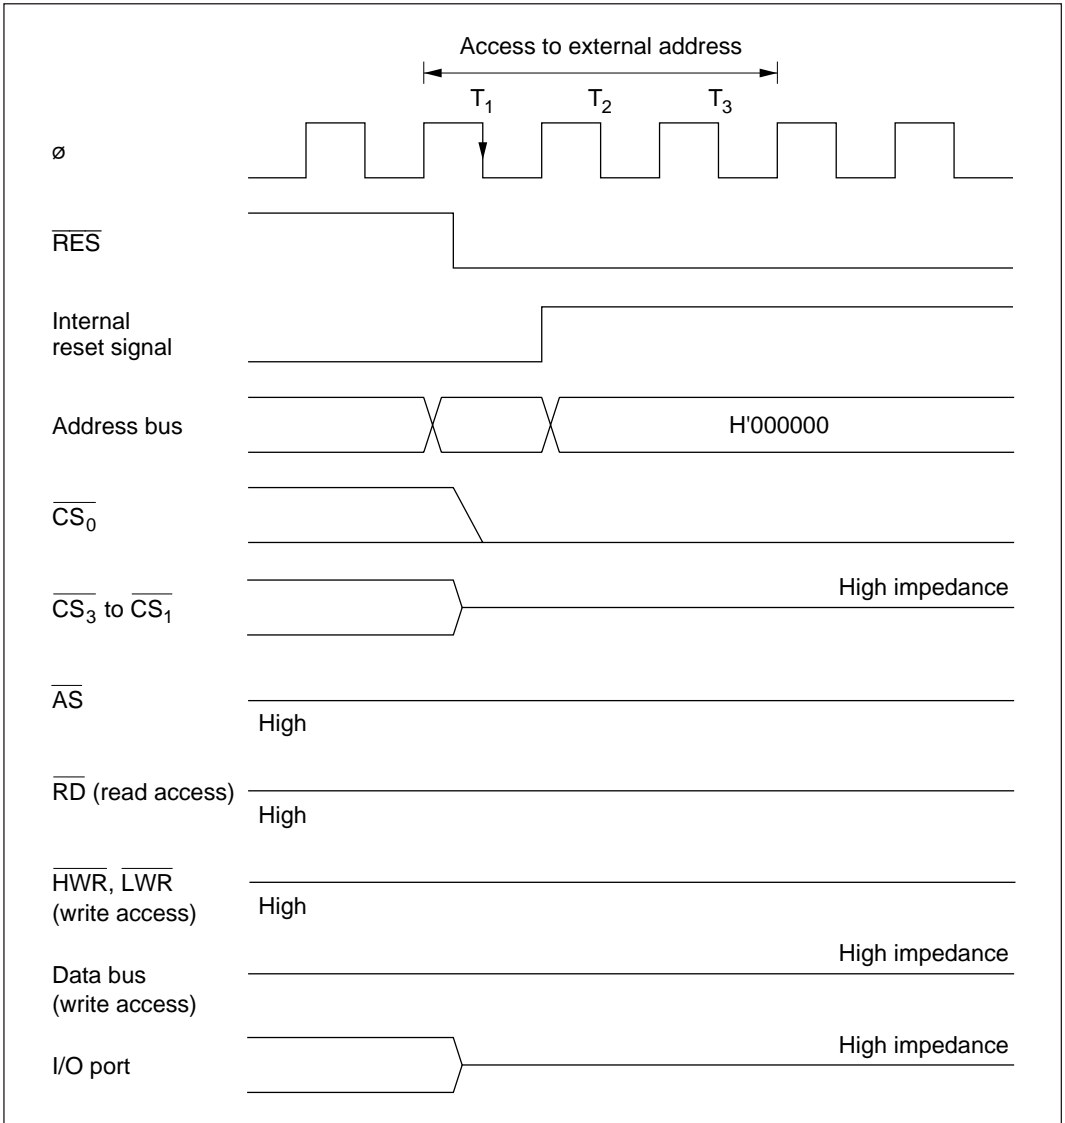 Access to external address
T1 T2 T3
ø
RES
Internal
reset signal
Address bus
H'000000
CS0
CS3 to CS1
High impedance
AS
High
RD (read access)
High
HWR, LWR
(write access)
High
Data bus
(write access)
High impedance
I/O port
High impedance